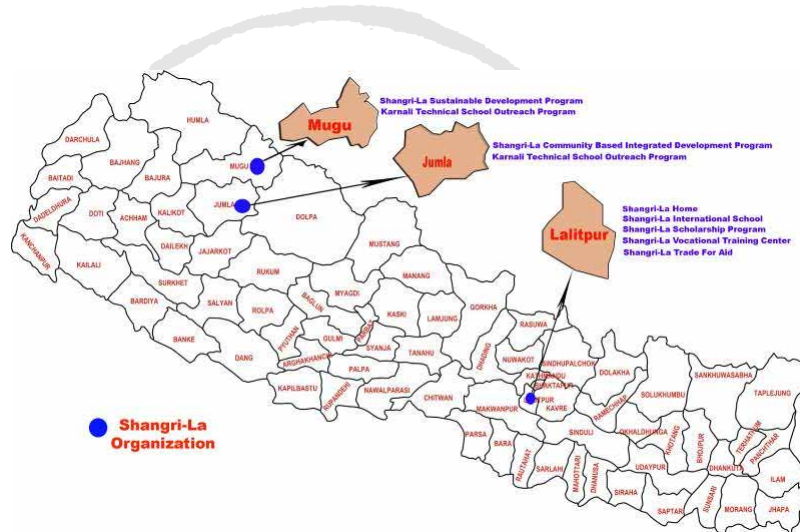 Shangri-La Sustainable Development Program
Karnali Technical School Outreach Program
Mugu
HUMLA
DARCHULA
Shangri-La Community Based Integrated Development Program
Karnali Technical School Outreach Program
Jumla
BAJHANG
MUGU
BAITADI
BAJURA
DADELDHURA
JUMLA
Shangri-La Home
Shangri-La International School
Shangri-La Scholarship Program
Shangri-La Vocational Training Center
Shangri-La Trade For Aid
Lalitpur
DOTI
ACHHAM
KALIKOT
DOLPA
KANCHANPUR
DAILEKH
JAJARKOT
MUSTANG
KAILALI
SURKHET
RUKUM
MANANG
BARDIYA
SALYAN
ROLPA
BAGLUN
MYAGDI
KASKI
LAMJUNG
GORKHA
RASUWA
BANKE
PYUTHAN
GULMI
PARBAT
SYANJA
TANAHU
DHADING
NUWAKOT
SINDHUPALCHOK
DANG
ARGHAKHANCHI
PALPA
DOLAKHA
SANKHUWASABHA
TAPLEJUNG
KAPILBASTU
RUPANDEHI
NAWALPARASI
CHITWAN
MAKWANPUR
KAVRE
RAMECHHAP
SOLUKHUMBU
Shangri-La
Organization
PARSA
BARA
RAUTAHAT
SARLAHI
MAHOTTARI
DHANUSA
SINDULI
OKHALDHUNGA
KHOTANG
BHOJPUR
TERHATHUM
PANCHTHAR
SIRAHA
UDAYPUR
DHANKUTA
ILAM
SAPTARI
SUNSARI
MORANG
JHAPA